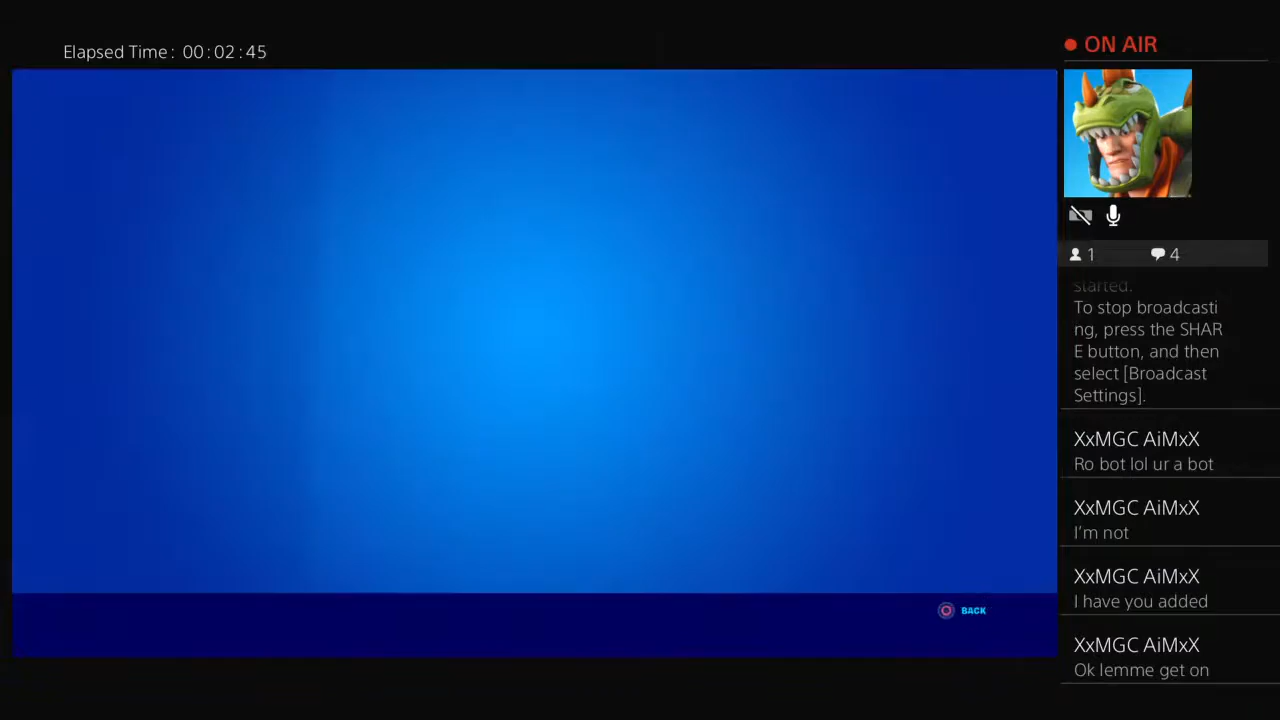 Elapsed Time: 00:02:45
ON AIR
1
4
started.
To stop broadcasti
ng, press the SHAR
E button, and then
select [Broadcast
Settings].
XxMGC AiMxX
Ro bot lol ur a bot
XxMGC AiMxX
I'm not
XxMGC AiMxX
I have you added
XxMGC AiMxX
Ok lemme get on
BACK